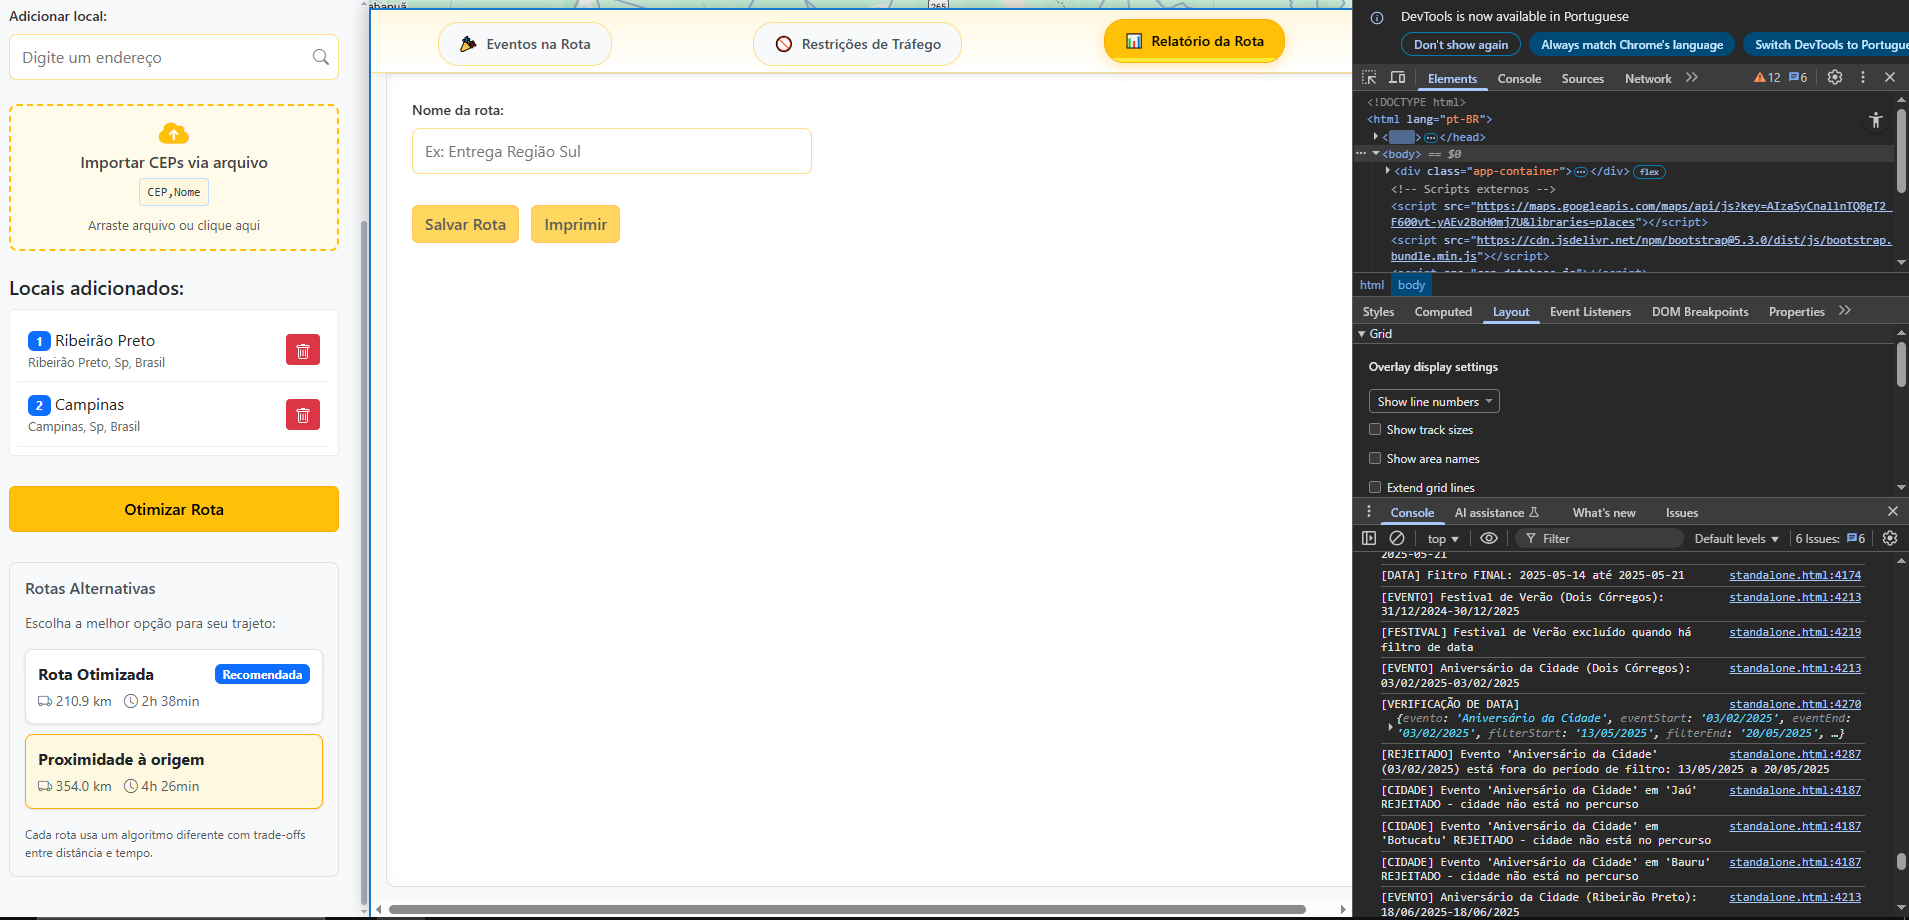 Adicionar local:
Digite um endereço
Importar CEPs via arquivo
CEP,Nome
Arraste arquivo ou clique aqui
Locais adicionados:
1 Ribeirão Preto
Ribeirão Preto, Sp, Brasil
2 Campinas
Campinas, Sp, Brasil
Otimizar Rota
Rotas Alternativas
Escolha a melhor opção para seu trajeto:
Rota Otimizada Recomendada
210.9 km 2h 38min
Proximidade à origem
354.0 km 4h 26min
Cada rota usa um algoritmo diferente com trade-offs
entre distância e tempo.
265
Eventos na Rota
Restrições de Tráfego
Relatório da Rota
Nome da rota:
Ex: Entrega Região Sul
Salvar Rota
Imprimir
DevTools is now available in Portuguese
Don't show again
Always match Chrome's language
Switch DevTools to Portugue
Elements Console Sources Network 12 6
<!DOCTYPE html>
<html lang="pt-BR">
</head>
<body> == $0
<div class="app-container"> </div> flex
<!-- Scripts externos -->
<script src="https://maps.googleapis.com/maps/api/js?key=
&libraries=places"></script>
<script src="https://cdn.jsdelivr.net/npm/bootstrap@5.3.0/dist/js/bootstrap.
bundle.min.js"></script>
html body
Styles Computed Layout Event Listeners DOM Breakpoints Properties
Grid
Overlay display settings
Show line numbers
Show track sizes
Show area names
Extend grid lines
Console AI assistance What's new Issues
top Filter Default levels 6 Issues: 6
2025-05-21
[DATA] Filtro FINAL: 2025-05-14 até 2025-05-21 standalone.html:4174
[EVENTO] Festival de Verão (Dois Córregos): standalone.html:4213
31/12/2024-30/12/2025
[FESTIVAL] Festival de Verão excluído quando há standalone.html:4219
filtro de data
[EVENTO] Aniversário da Cidade (Dois Córregos): standalone.html:4213
03/02/2025-03/02/2025
[VERIFICAÇÃO DE DATA] standalone.html:4270
{evento: 'Aniversário da Cidade', eventStart: '03/02/2025', eventEnd:
'03/02/2025', filterStart: '13/05/2025', filterEnd: '20/05/2025', …}
[REJEITADO] Evento 'Aniversário da Cidade' standalone.html:4287
(03/02/2025) está fora do período de filtro: 13/05/2025 a 20/05/2025
[CIDADE] Evento 'Aniversário da Cidade' em 'Jaú' standalone.html:4187
REJEITADO - cidade não está no percurso
[CIDADE] Evento 'Aniversário da Cidade' em standalone.html:4187
'Botucatu' REJEITADO - cidade não está no percurso
[CIDADE] Evento 'Aniversário da Cidade' em 'Bauru' standalone.html:4187
REJEITADO - cidade não está no percurso
[EVENTO] Aniversário da Cidade (Ribeirão Preto): standalone.html:4213
18/06/2025-18/06/2025